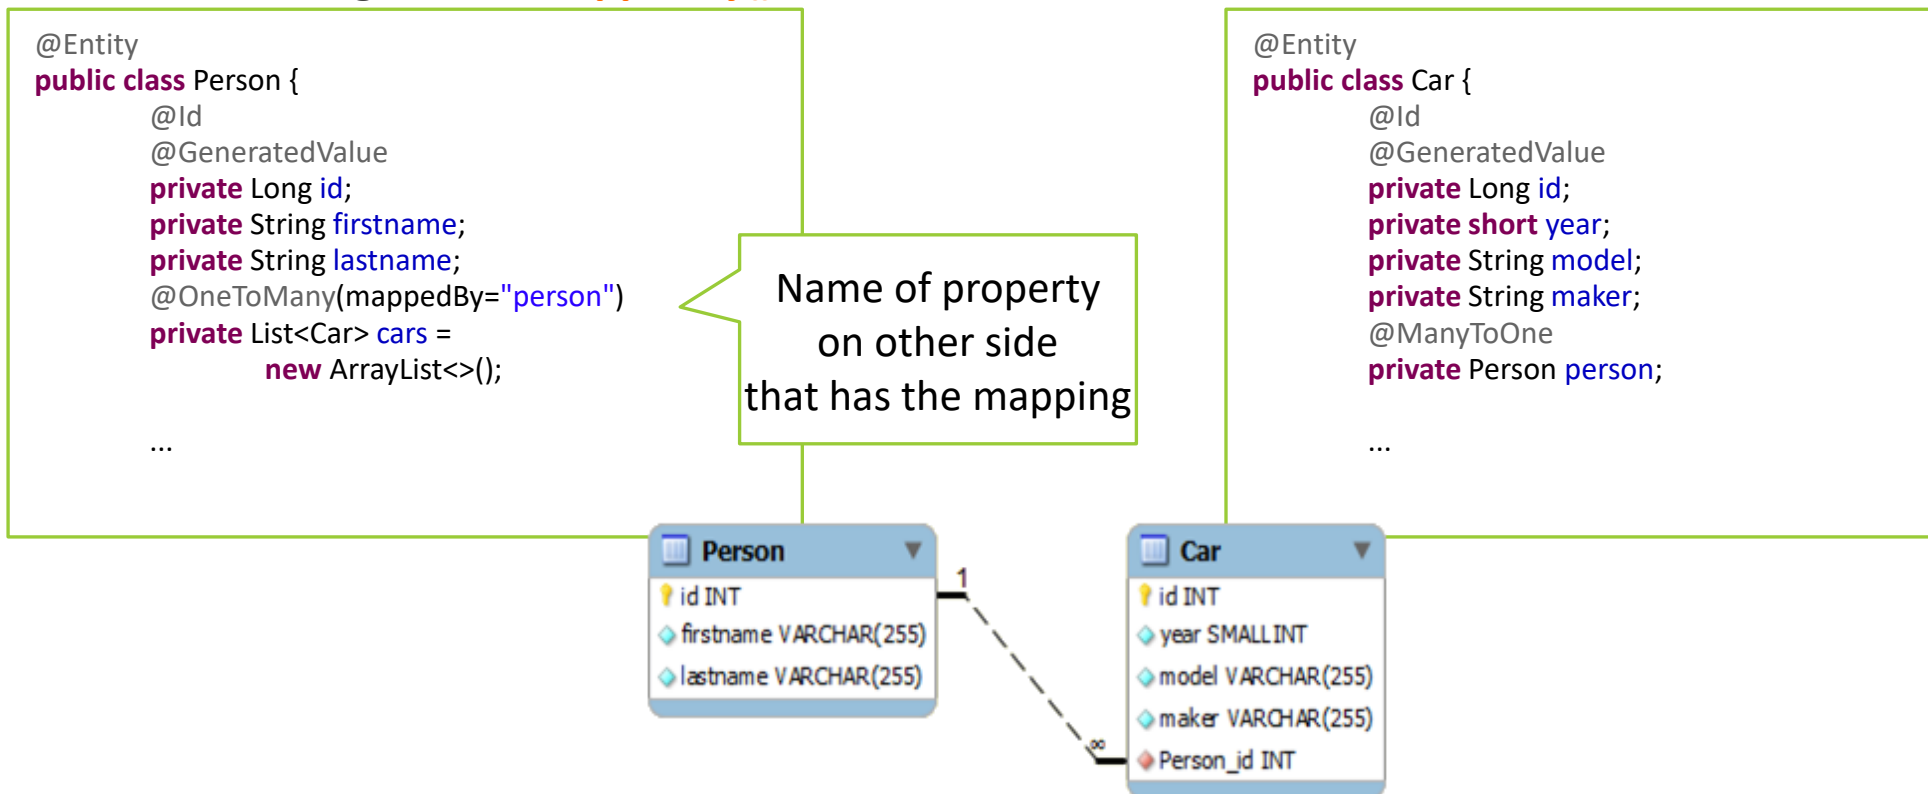 @Entity
public class Person {
@Id
@GeneratedValue
private Long id;
private String firstname;
private String lastname;
@OneToMany(mappedBy="person")
private List<Car> cars =
new ArrayList<>();
...
Name of property
on other side
that has the mapping
@Entity
public class Car {
@Id
@GeneratedValue
private Long id;
private short year;
private String model;
private String maker;
@ManyToOne
private Person person;
...
Person
id INT
firstname VARCHAR(255)
lastname VARCHAR(255)
1
∞
Car
id INT
year SMALLINT
model VARCHAR(255)
maker VARCHAR(255)
Person_id INT